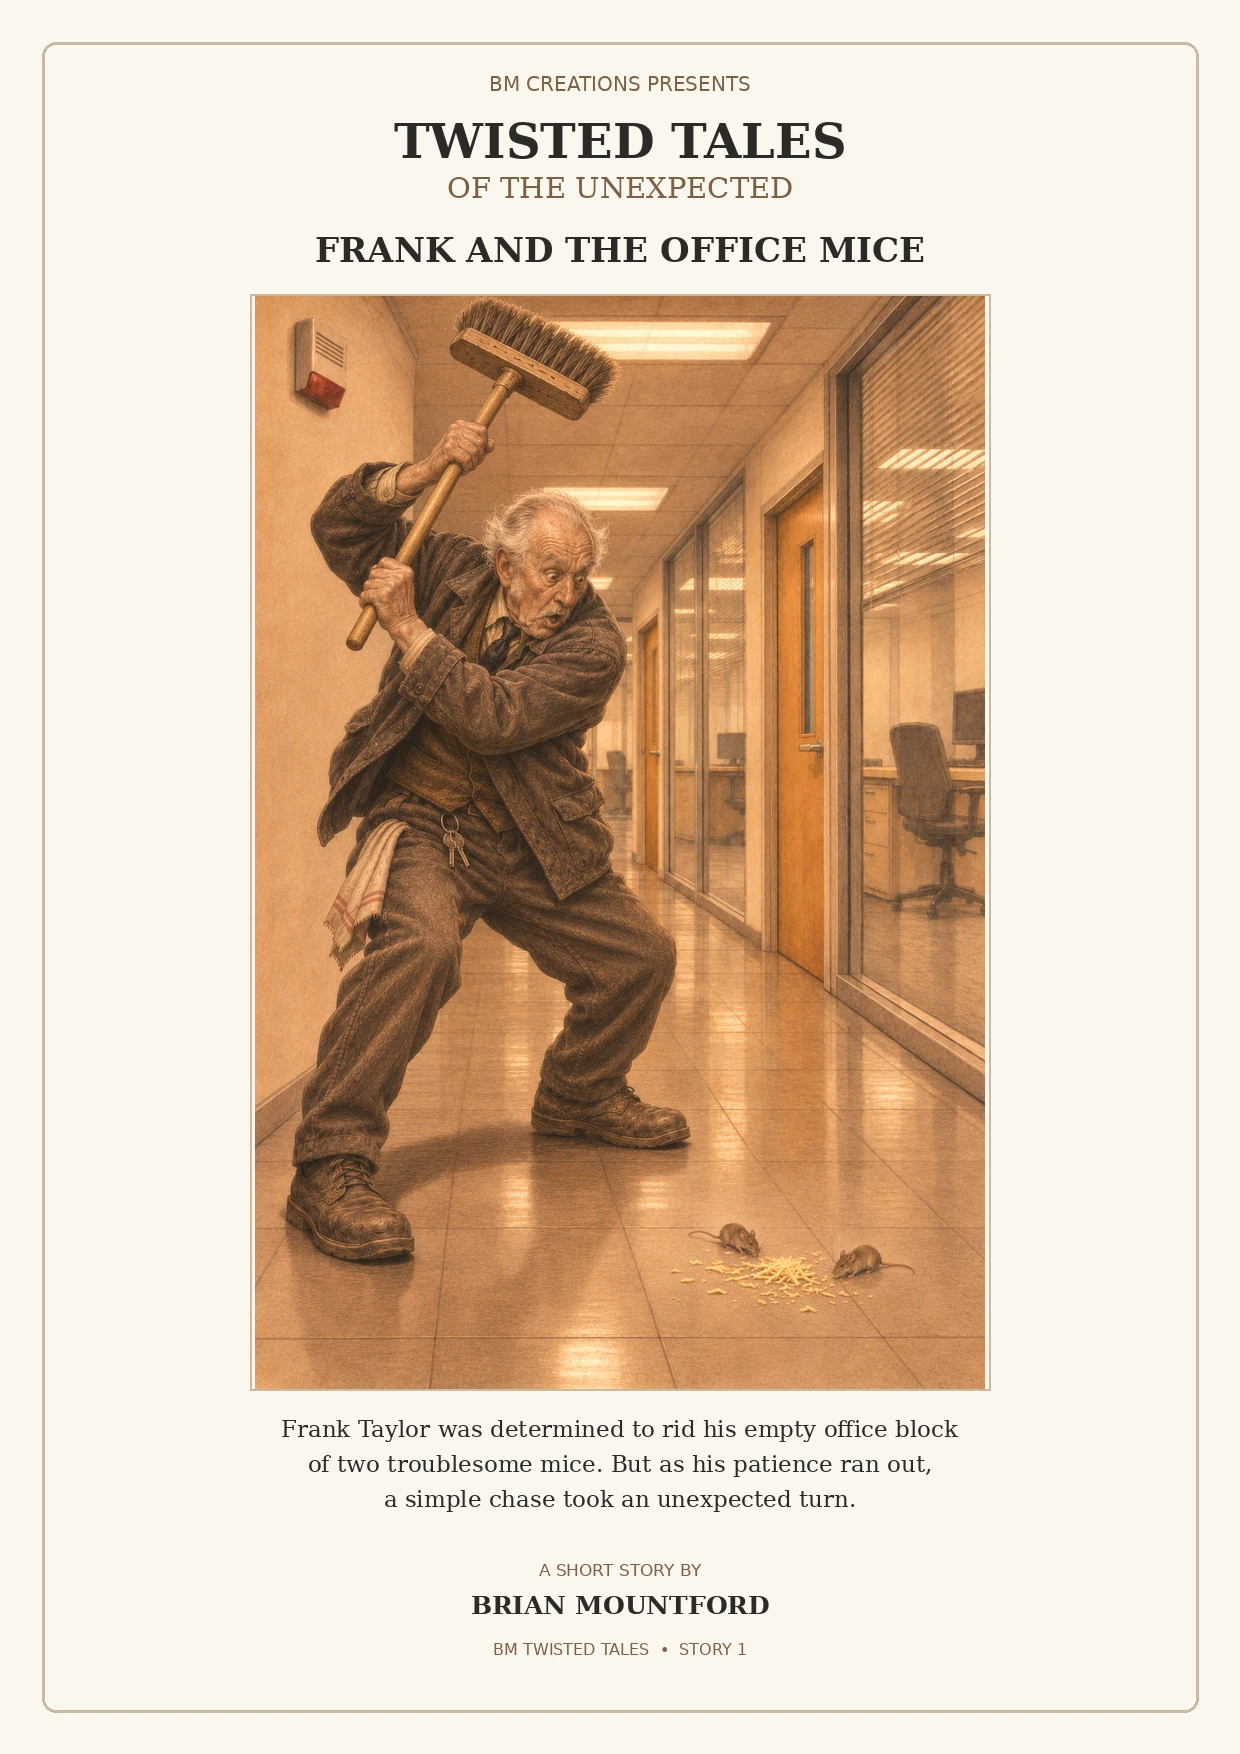 BM CREATIONS PRESENTS
TWISTED TALES
OF THE UNEXPECTED
FRANK AND THE OFFICE MICE
Frank Taylor was determined to rid his empty office block
of two troublesome mice. But as his patience ran out,
a simple chase took an unexpected turn.
A SHORT STORY BY
BRIAN MOUNTFORD
BM TWISTED TALES • STORY 1